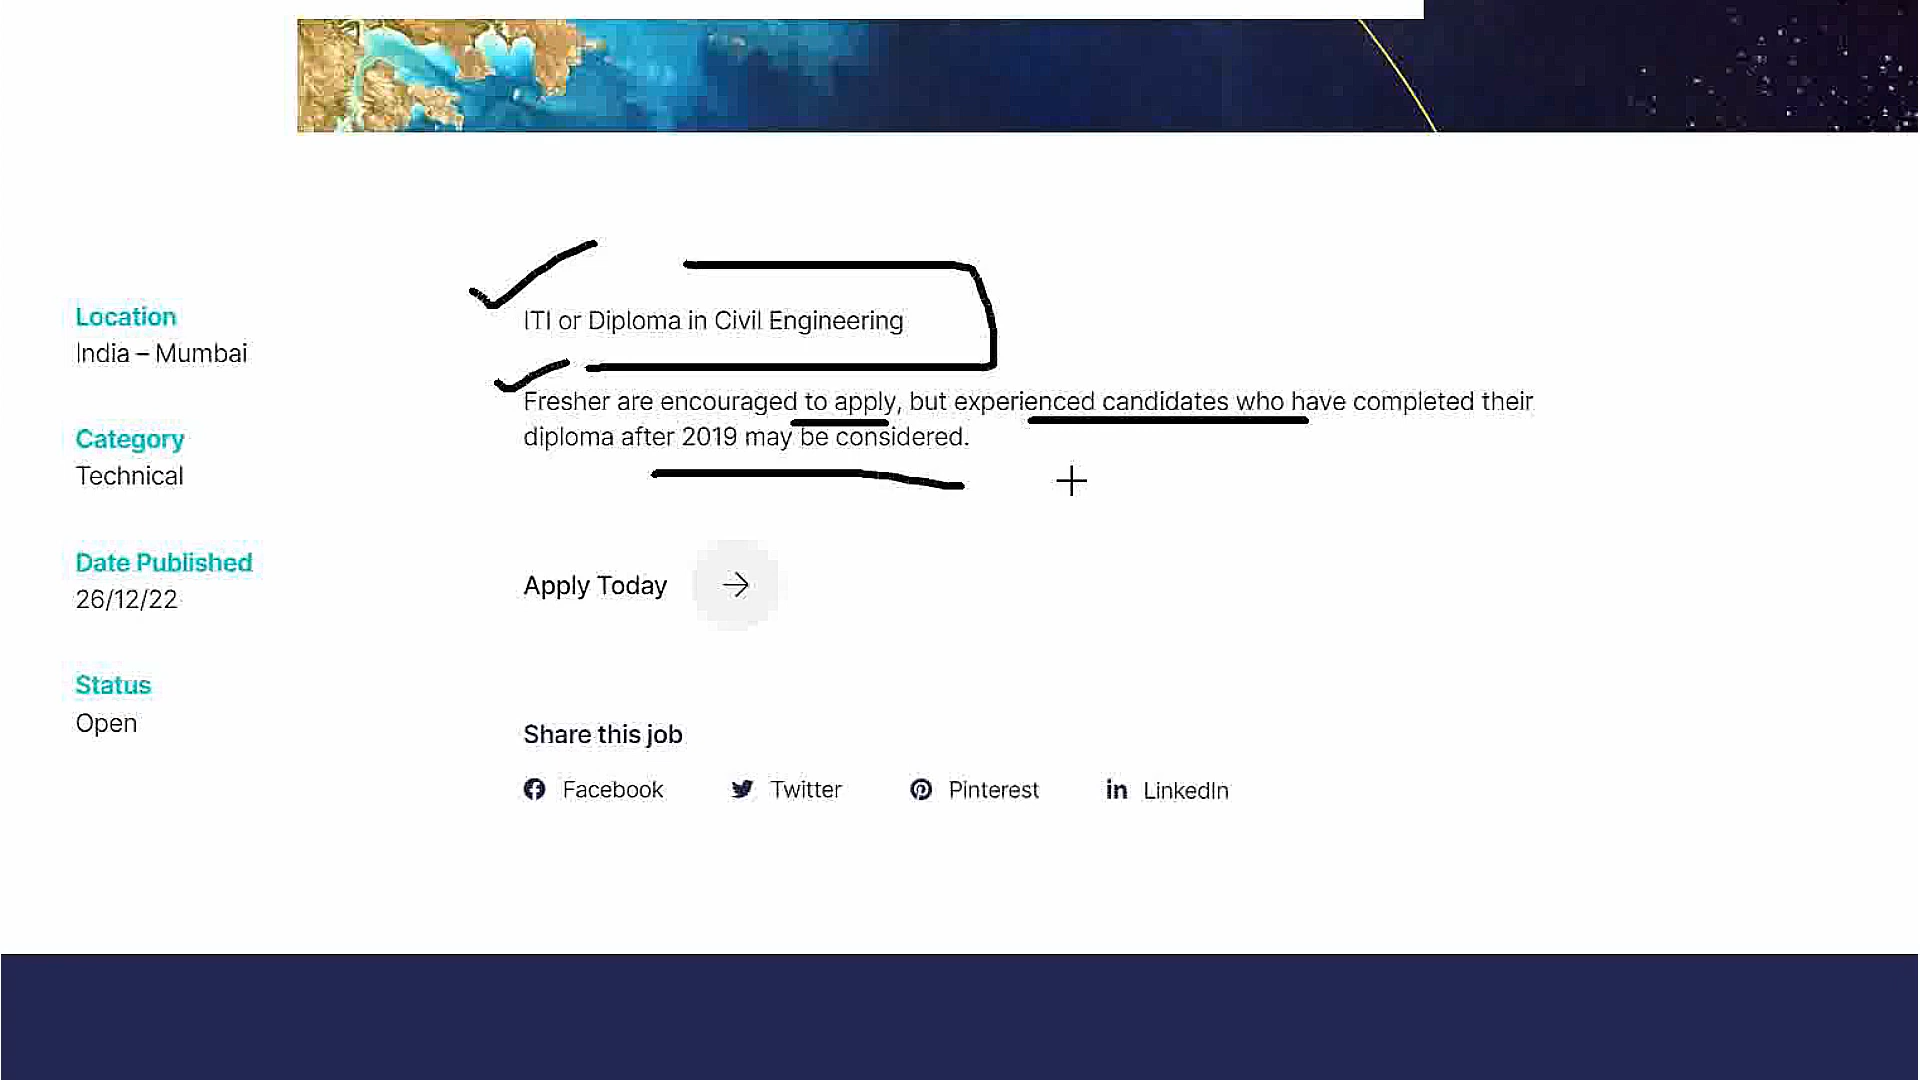 Location
India – Mumbai
Category
Technical
Date Published
26/12/22
Status
Open
ITI or Diploma in Civil Engineering
Fresher are encouraged to apply, but experienced candidates who have completed their
diploma after 2019 may be considered.
Apply Today
Share this job
Facebook
Twitter
Pinterest
LinkedIn